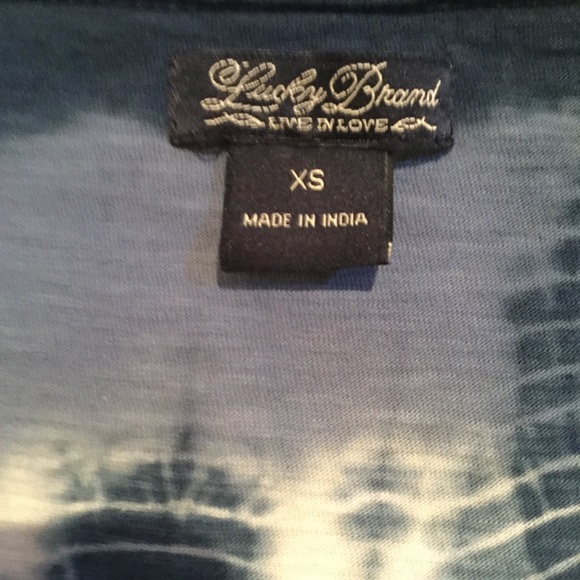 Lucky Brand
LIVE IN LOVE
XS
MADE IN INDIA